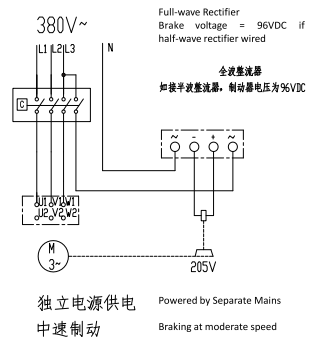 380V~
L1 L2 L3
N
Full-wave Rectifier
Brake voltage = 96VDC if
half-wave rectifier wired
全波整流器
如接半波整流器，制动器电压为96VDC
C
~ - + ~
U1 V1 W1
U2 V2 W2
M
3~
205V
独立电源供电
Powered by Separate Mains
中速制动
Braking at moderate speed